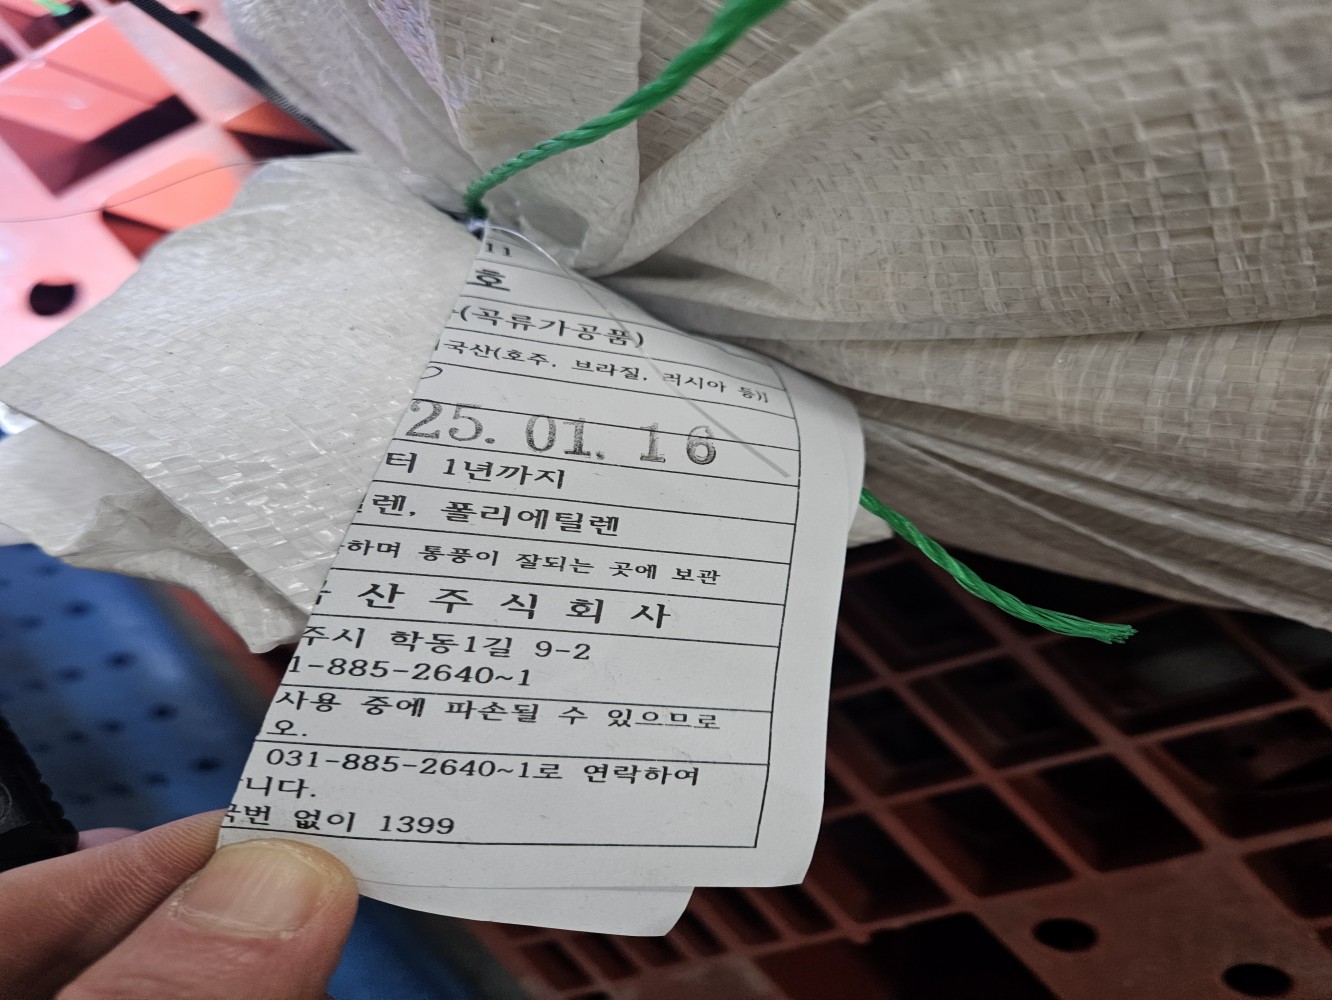 호
(곡류가공품)
국산(호주, 브라질, 러시아 등)
25. 01. 16
터 1년까지
렌, 폴리에틸렌
하며 통풍이 잘되는 곳에 보관
산 주 식 회 사
주시 학동1길 9-2
1-885-2640~1
사용 중에 파손될 수 있으므로
오.
031-885-2640~1로 연락하여
니다.
번 없이 1399